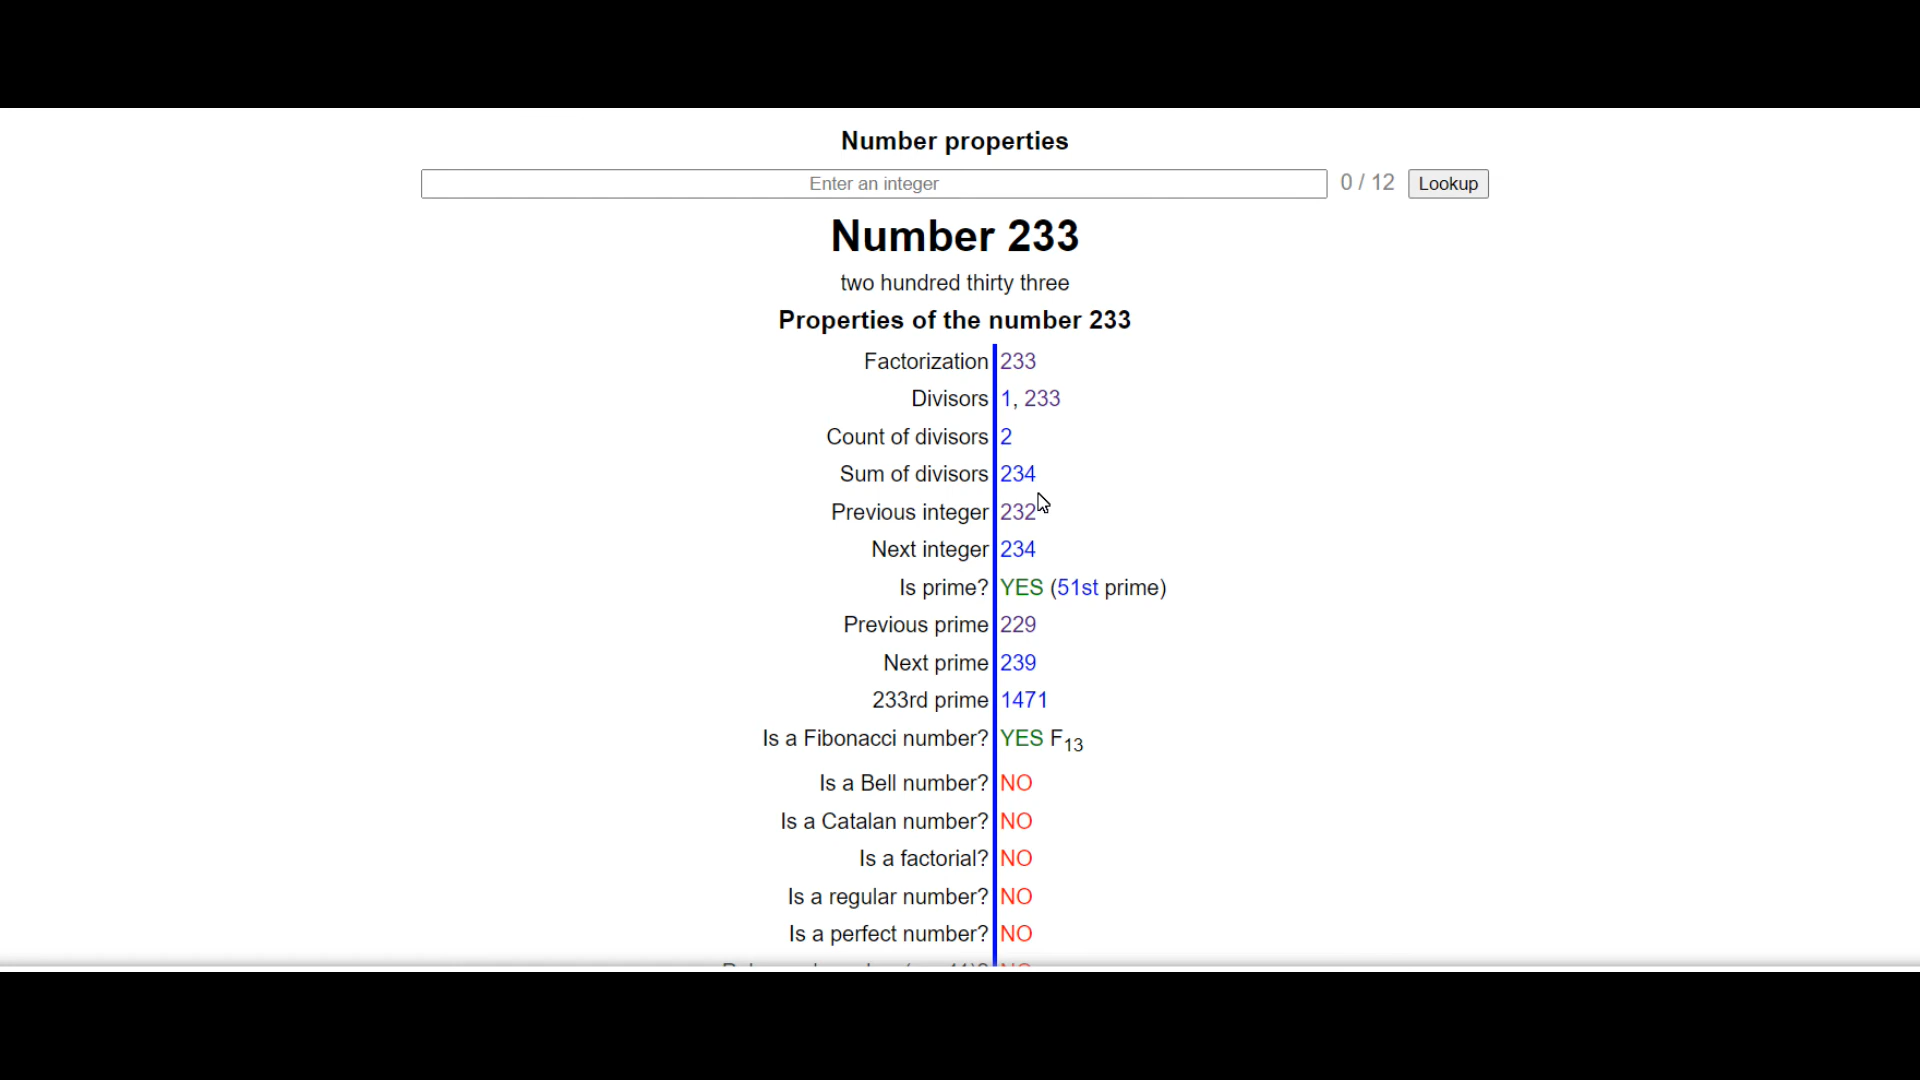 Number properties
Enter an integer 0 / 12 Lookup
Number 233
two hundred thirty three
Properties of the number 233
Factorization 233
Divisors 1, 233
Count of divisors 2
Sum of divisors 234
Previous integer 232
Next integer 234
Is prime? YES (51st prime)
Previous prime 229
Next prime 239
233rd prime 1471
Is a Fibonacci number? YES F13
Is a Bell number? NO
Is a Catalan number? NO
Is a factorial? NO
Is a regular number? NO
Is a perfect number? NO